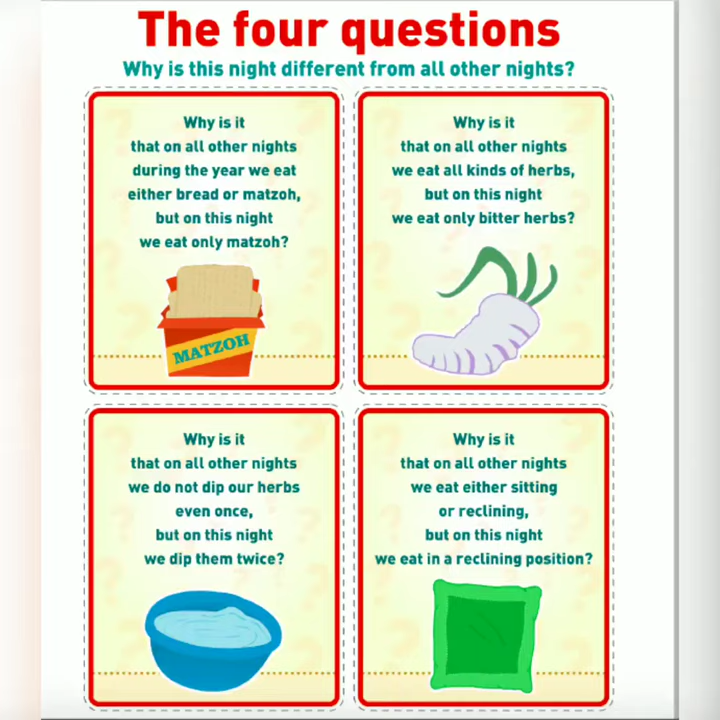 The four questions
Why is this night different from all other nights?
Why is it
that on all other nights
during the year we eat
either bread or matzoh,
but on this night
we eat only matzoh?
MATZOH
Why is it
that on all other nights
we eat all kinds of herbs,
but on this night
we eat only bitter herbs?
Why is it
that on all other nights
we do not dip our herbs
even once,
but on this night
we dip them twice?
Why is it
that on all other nights
we eat either sitting
or reclining,
but on this night
we eat in a reclining position?